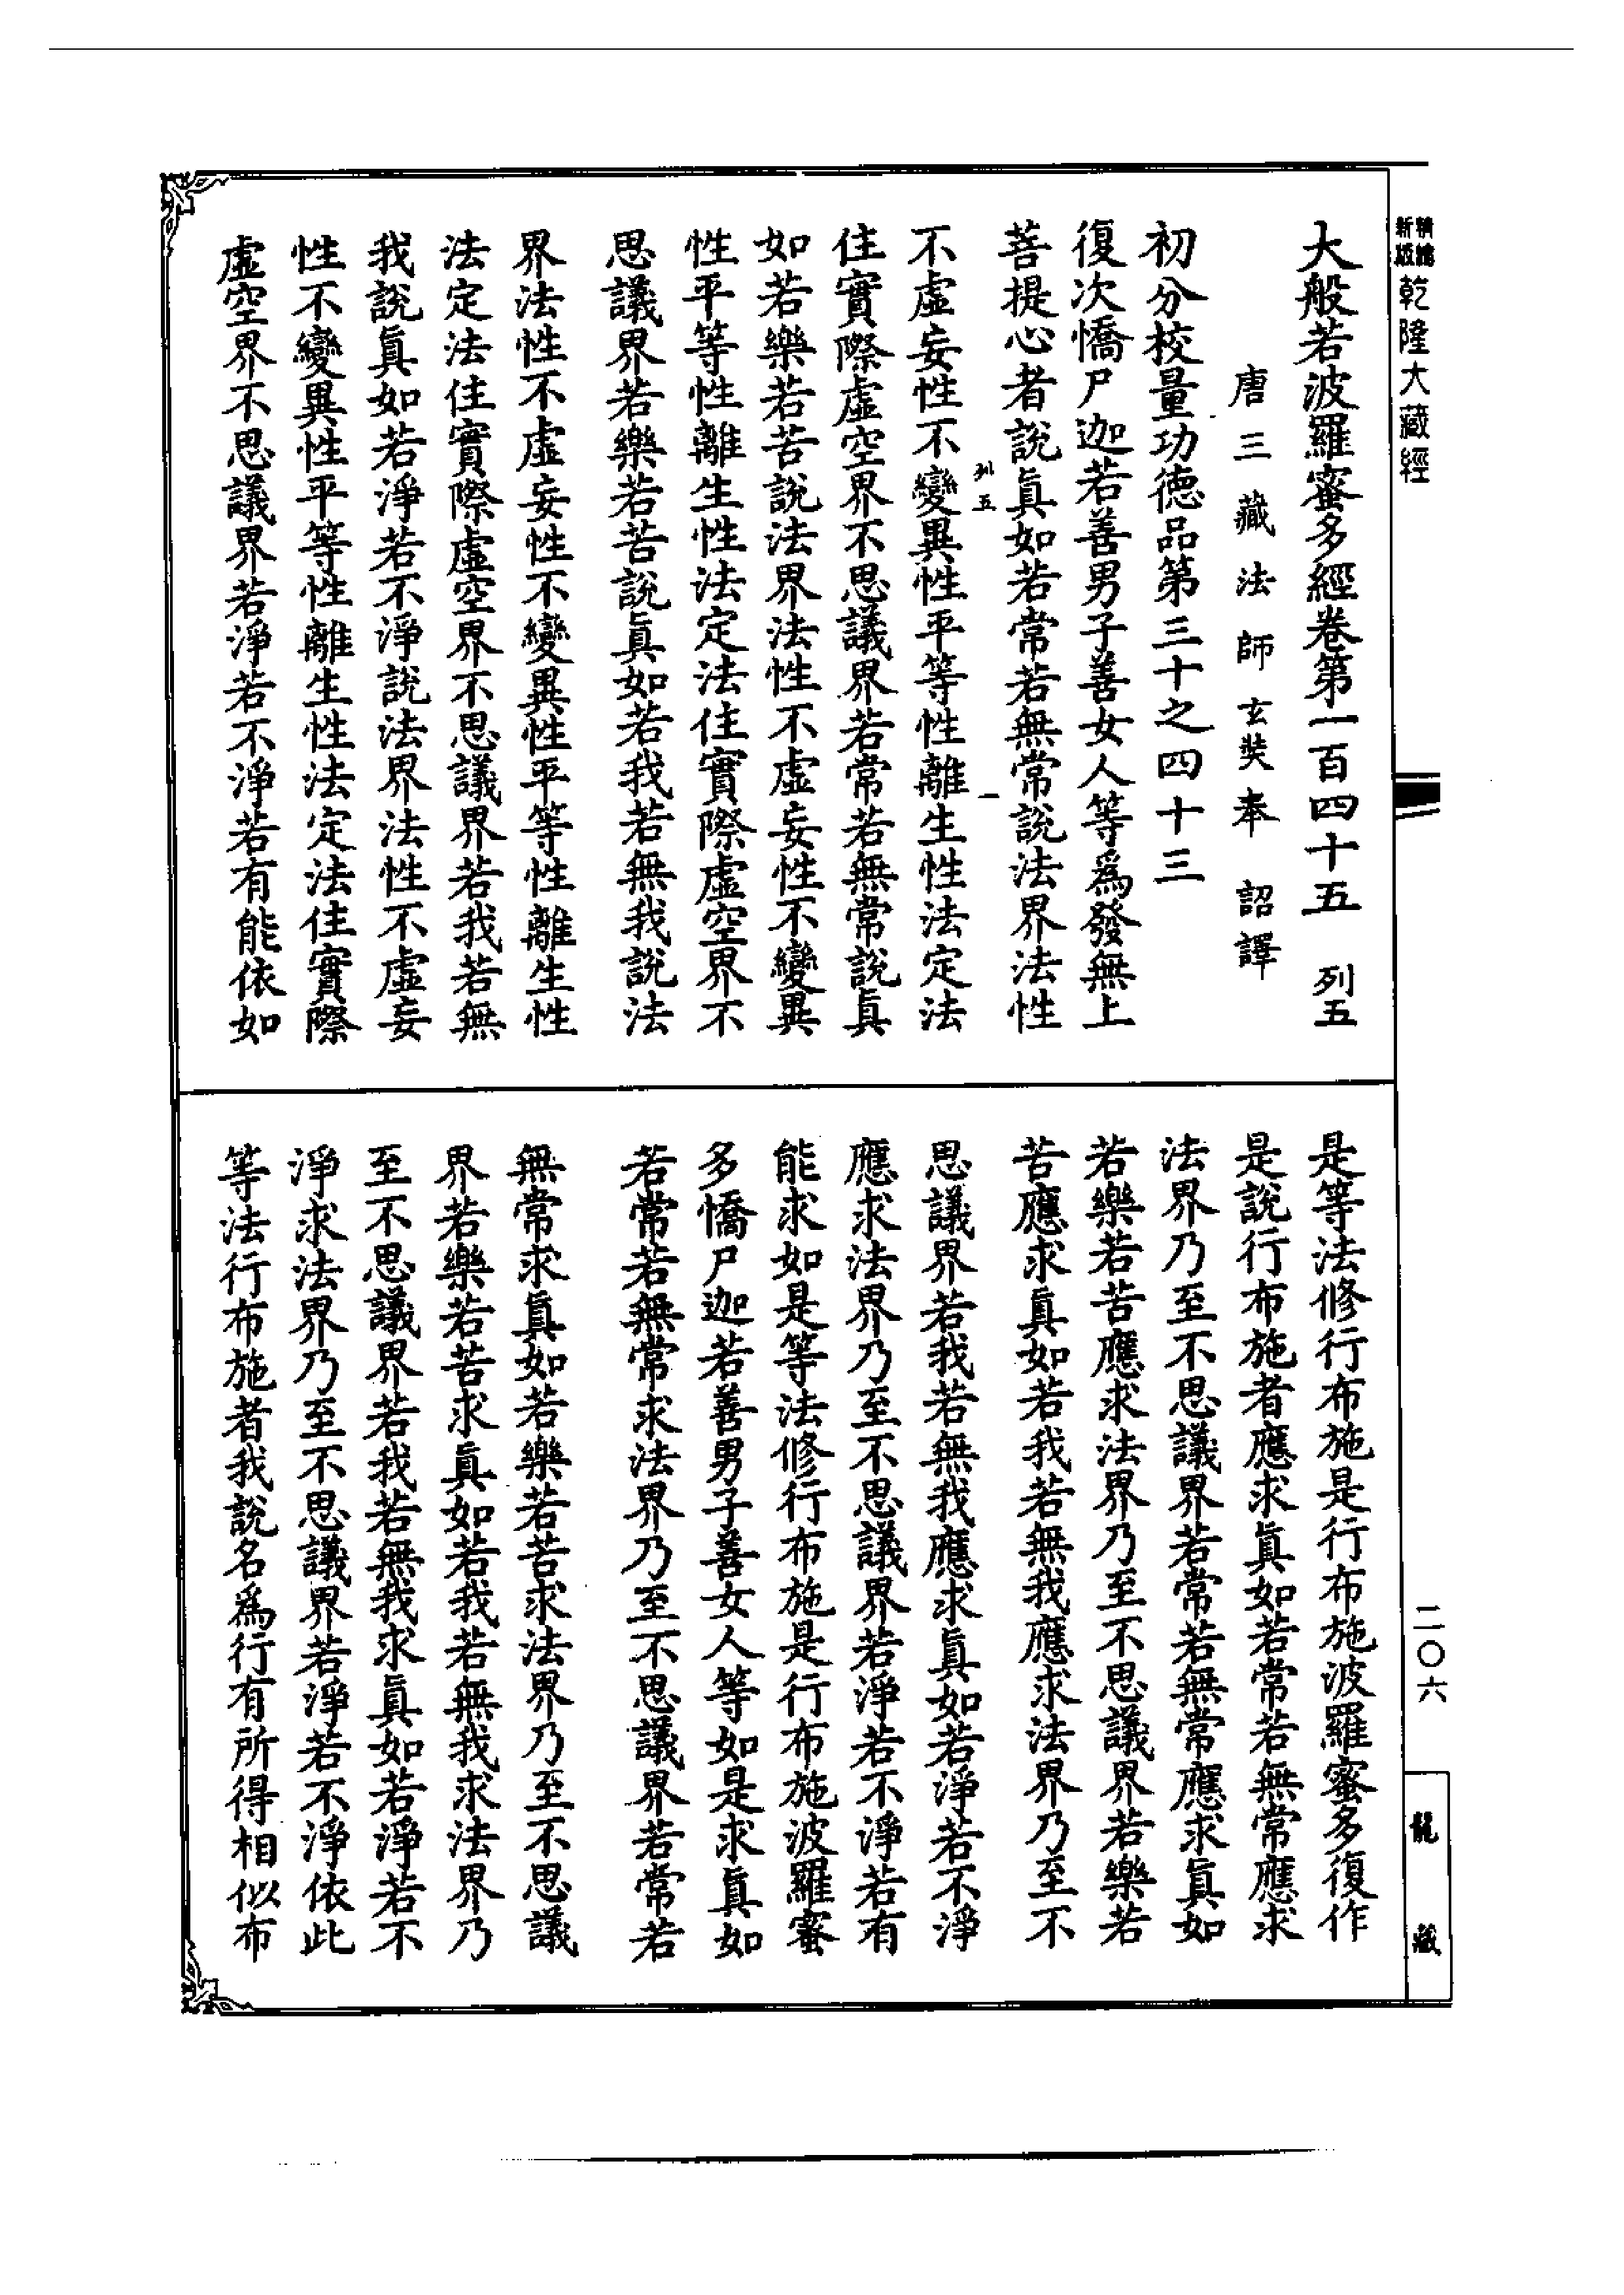 新版
精縮
乾隆大藏經
大般若波羅蜜多經卷第一百四十五 列五
唐三藏法師玄奘奉 詔譯
初分校量功德品第三十之四十三
復次憍尸迦若善男子善女人等爲發無上
菩提心者說眞如若常若無常說法界法性
列五 一
不虛妄性不變異性平等性離生性法定法
住實際虛空界不思議界若常若無常說眞
如若樂若苦說法界法性不虛妄性不變異
性平等性離生性法定法住實際虛空界不
思議界若樂若苦說眞如若我若無我說法
界法性不虛妄性不變異性平等性離生性
法定法住實際虛空界不思議界若我若無
我說眞如若淨若不淨說法界法性不虛妄
性不變異性平等性離生性法定法住實際
虛空界不思議界若淨若不淨若有能依如
是等法修行布施是行布施波羅蜜多復作
是說行布施者應求眞如若常若無常應求
法界乃至不思議界若常若無常應求眞如
若樂若苦應求法界乃至不思議界若樂若
苦應求眞如若我若無我應求法界乃至不
思議界若我若無我應求眞如若淨若不淨
應求法界乃至不思議界若淨若不淨若有
能求如是等法修行布施是行布施波羅蜜
多憍尸迦若善男子善女人等如是求眞如
若常若無常求法界乃至不思議界若常若
無常求眞如若樂若苦求法界乃至不思議
界若樂若苦求眞如若我若無我求法界乃
至不思議界若我若無我求眞如若淨若不
淨求法界乃至不思議界若淨若不淨依此
等法行布施者我說名爲行有所得相似布
二〇六
龍藏